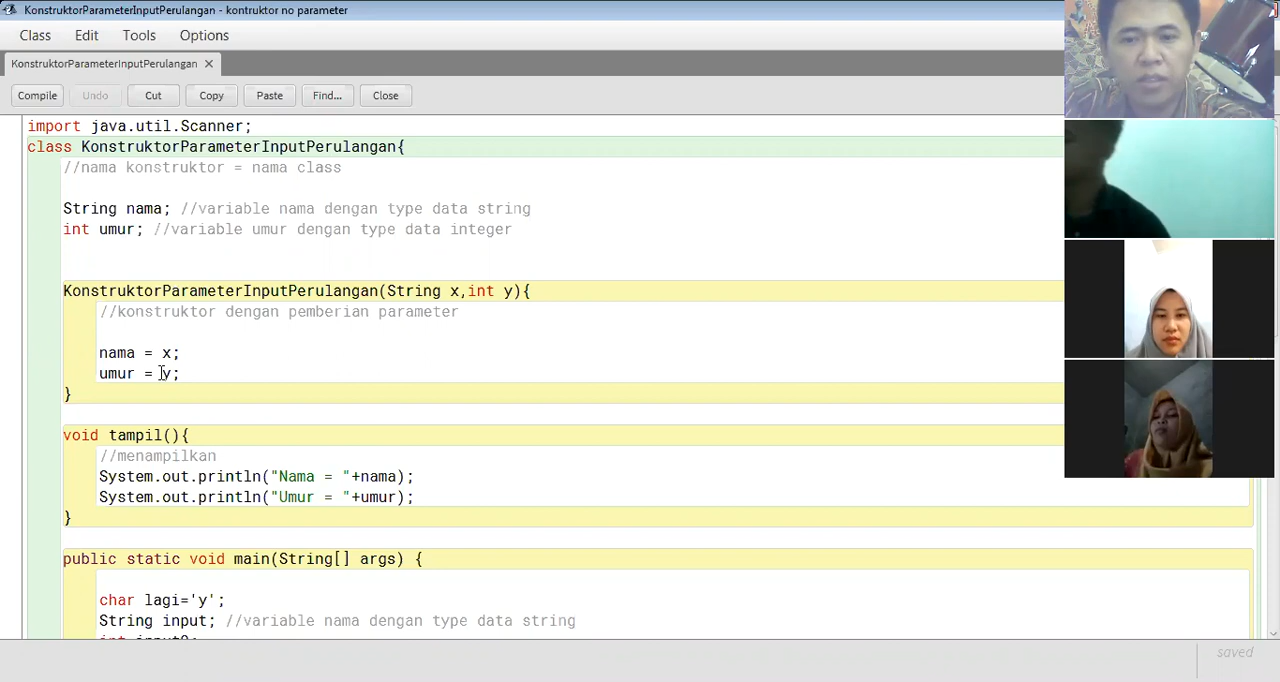 KonstruktorParameterInputPerulangan - kontruktor no parameter
Class Edit Tools Options
KonstruktorParameterInputPerulangan ✕
Compile Undo Cut Copy Paste Find... Close
import java.util.Scanner;
class KonstruktorParameterInputPerulangan{
//nama konstruktor = nama class
String nama; //variable nama dengan type data string
int umur; //variable umur dengan type data integer
KonstruktorParameterInputPerulangan(String x,int y){
//konstruktor dengan pemberian parameter
nama = x;
umur = y;
}
void tampil(){
//menampilkan
System.out.println("Nama = "+nama);
System.out.println("Umur = "+umur);
}
public static void main(String[] args) {
char lagi='y';
String input; //variable nama dengan type data string
saved